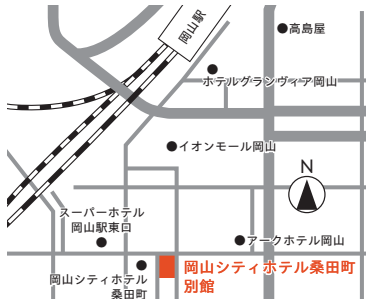 岡山駅
高島屋
ホテルグランヴィア岡山
イオンモール岡山
N
スーパーホテル
岡山駅東口
アークホテル岡山
岡山シティホテル
桑田町
岡山シティホテル桑田町
別館